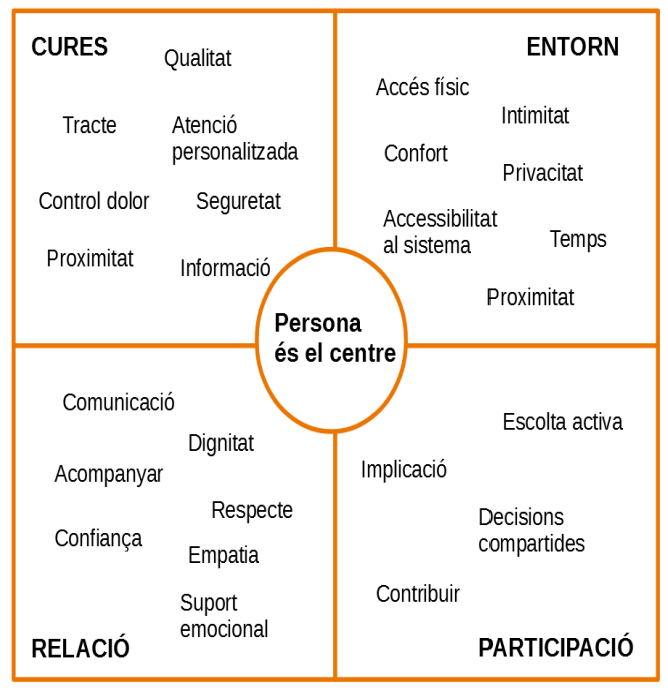 CURES
Qualitat
Tracte
Atenció
personalitzada
Control dolor
Seguretat
Proximitat
Informació
ENTORN
Accés físic
Intimitat
Confort
Privacitat
Accessibilitat
al sistema
Temps
Proximitat
Persona
és el centre
Comunicació
Dignitat
Acompanyar
Respecte
Confiança
Empatia
Suport
emocional
RELACIÓ
Escolta activa
Implicació
Decisions
compartides
Contribuir
PARTICIPACIÓ